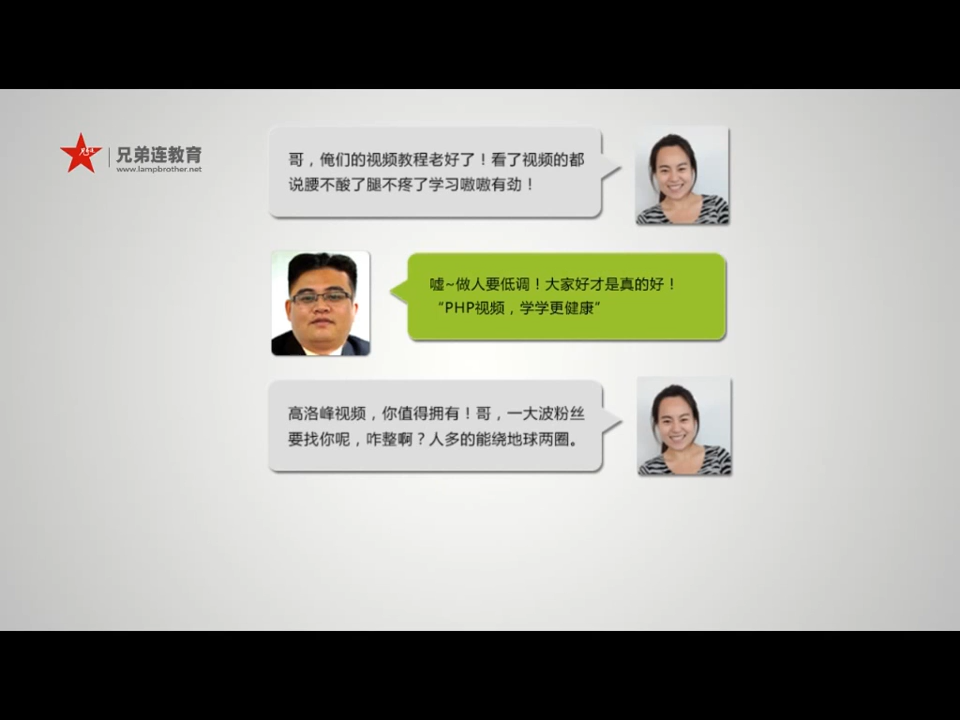 兄弟连教育
www.lampbrother.net
哥，俺们的视频教程老好了！看了视频的都
说腰不酸了腿不疼了学习嗷嗷有劲！
嘘~做人要低调！大家好才是真的好！
“PHP视频，学学更健康”
高洛峰视频，你值得拥有！哥，一大波粉丝
要找你呢，咋整啊？人多的能绕地球两圈。